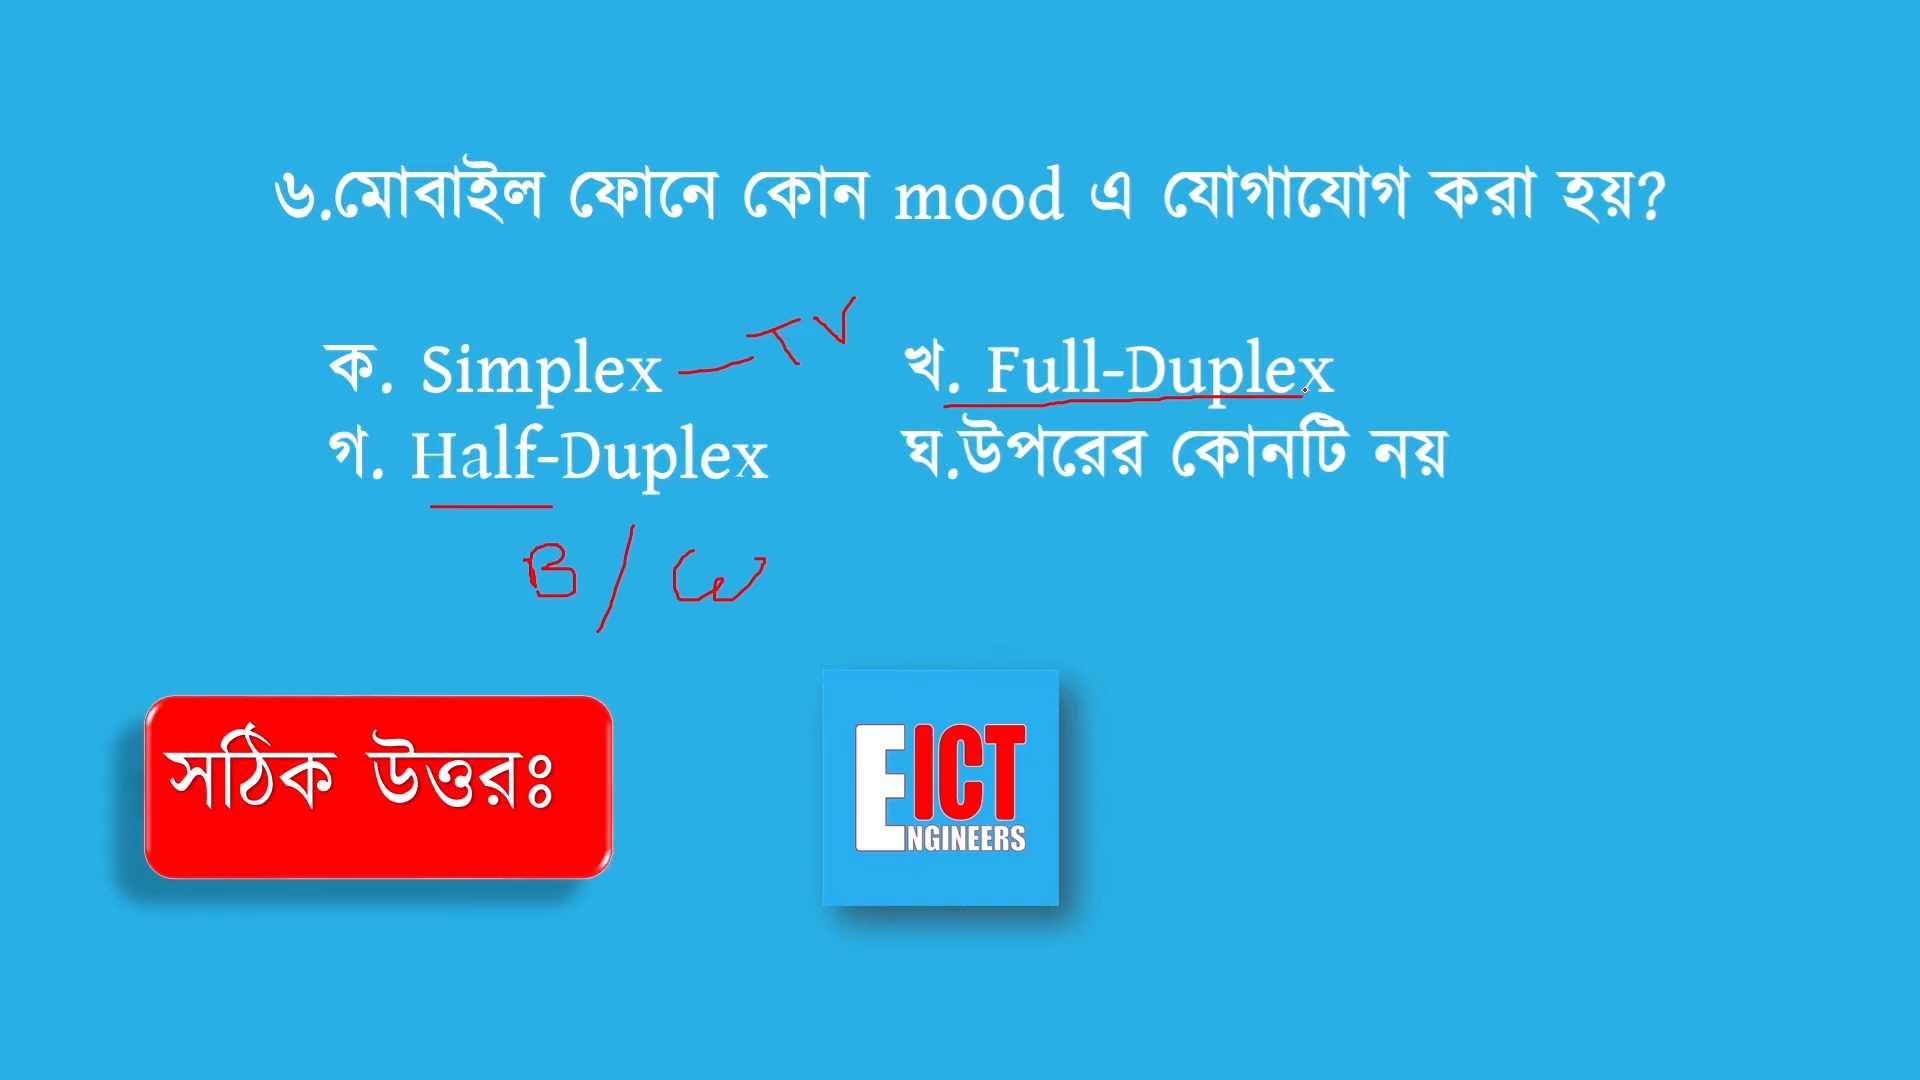 ৬.মোবাইল ফোনে কোন mood এ যোগাযোগ করা হয়?
ক. Simplex — TV
খ. Full-Duplex
গ. Half-Duplex
ঘ.উপরের কোনটি নয়
B / W
সঠিক উত্তরঃ
EICT
NGINEERS